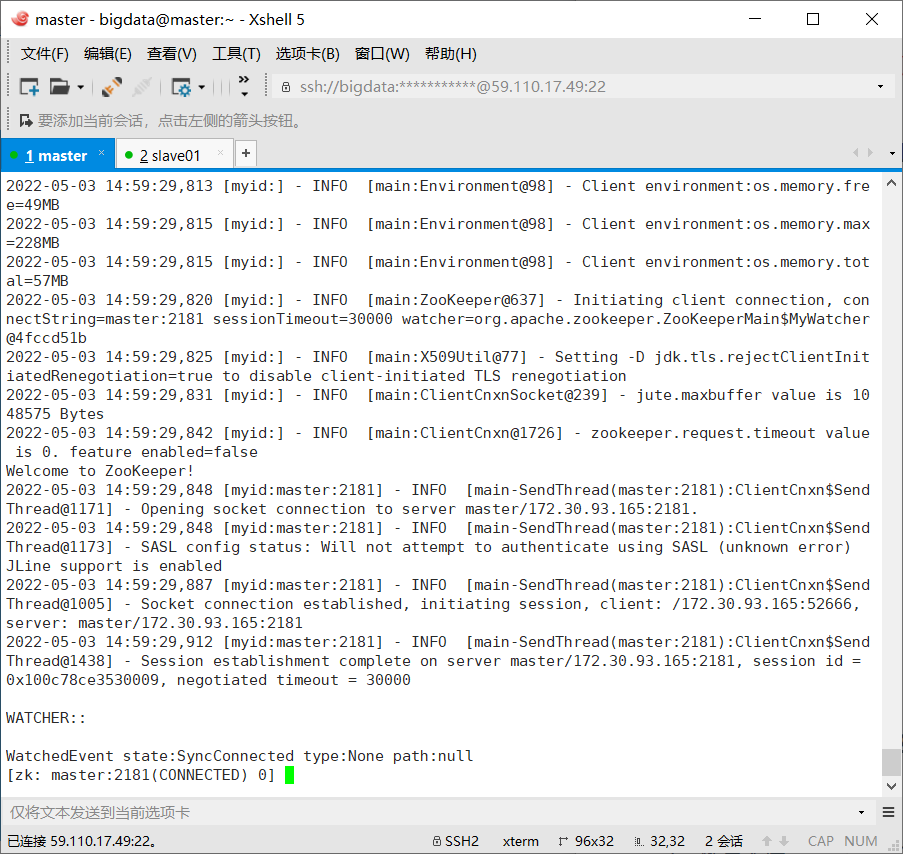 master - bigdata@master:~ - Xshell 5
文件(F) 编辑(E) 查看(V) 工具(T) 选项卡(B) 窗口(W) 帮助(H)
ssh://bigdata:***********@59.110.17.49:22
要添加当前会话，点击左侧的箭头按钮。
1 master × 2 slave01 × +
2022-05-03 14:59:29,813 [myid:] - INFO  [main:Environment@98] - Client environment:os.memory.fre
e=49MB
2022-05-03 14:59:29,815 [myid:] - INFO  [main:Environment@98] - Client environment:os.memory.max
=228MB
2022-05-03 14:59:29,815 [myid:] - INFO  [main:Environment@98] - Client environment:os.memory.tot
al=57MB
2022-05-03 14:59:29,820 [myid:] - INFO  [main:ZooKeeper@637] - Initiating client connection, con
nectString=master:2181 sessionTimeout=30000 watcher=org.apache.zookeeper.ZooKeeperMain$MyWatcher
@4fccd51b
2022-05-03 14:59:29,825 [myid:] - INFO  [main:X509Util@77] - Setting -D jdk.tls.rejectClientInit
iatedRenegotiation=true to disable client-initiated TLS renegotiation
2022-05-03 14:59:29,831 [myid:] - INFO  [main:ClientCnxnSocket@239] - jute.maxbuffer value is 10
48575 Bytes
2022-05-03 14:59:29,842 [myid:] - INFO  [main:ClientCnxn@1726] - zookeeper.request.timeout value
 is 0. feature enabled=false
Welcome to ZooKeeper!
2022-05-03 14:59:29,848 [myid:master:2181] - INFO  [main-SendThread(master:2181):ClientCnxn$Send
Thread@1171] - Opening socket connection to server master/172.30.93.165:2181.
2022-05-03 14:59:29,848 [myid:master:2181] - INFO  [main-SendThread(master:2181):ClientCnxn$Send
Thread@1173] - SASL config status: Will not attempt to authenticate using SASL (unknown error)
JLine support is enabled
2022-05-03 14:59:29,887 [myid:master:2181] - INFO  [main-SendThread(master:2181):ClientCnxn$Send
Thread@1005] - Socket connection established, initiating session, client: /172.30.93.165:52666,
server: master/172.30.93.165:2181
2022-05-03 14:59:29,912 [myid:master:2181] - INFO  [main-SendThread(master:2181):ClientCnxn$Send
Thread@1438] - Session establishment complete on server master/172.30.93.165:2181, session id =
0x100c78ce3530009, negotiated timeout = 30000
WATCHER::
WatchedEvent state:SyncConnected type:None path:null
[zk: master:2181(CONNECTED) 0]
仅将文本发送到当前选项卡
已连接 59.110.17.49:22。 SSH2 xterm 96x32 32,32 2 会话 CAP NUM